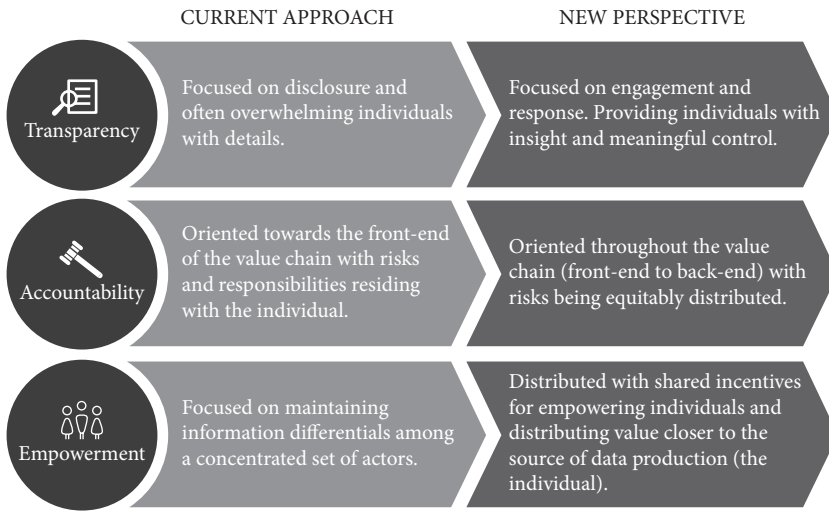 CURRENT APPROACH
NEW PERSPECTIVE
Transparency
Focused on disclosure and
often overwhelming individuals
with details.
Focused on engagement and
response. Providing individuals with
insight and meaningful control.
Accountability
Oriented towards the front-end
of the value chain with risks
and responsibilities residing
with the individual.
Oriented throughout the value
chain (front-end to back-end) with
risks being equitably distributed.
Empowerment
Focused on maintaining
information differentials among
a concentrated set of actors.
Distributed with shared incentives
for empowering individuals and
distributing value closer to the
source of data production (the
individual).